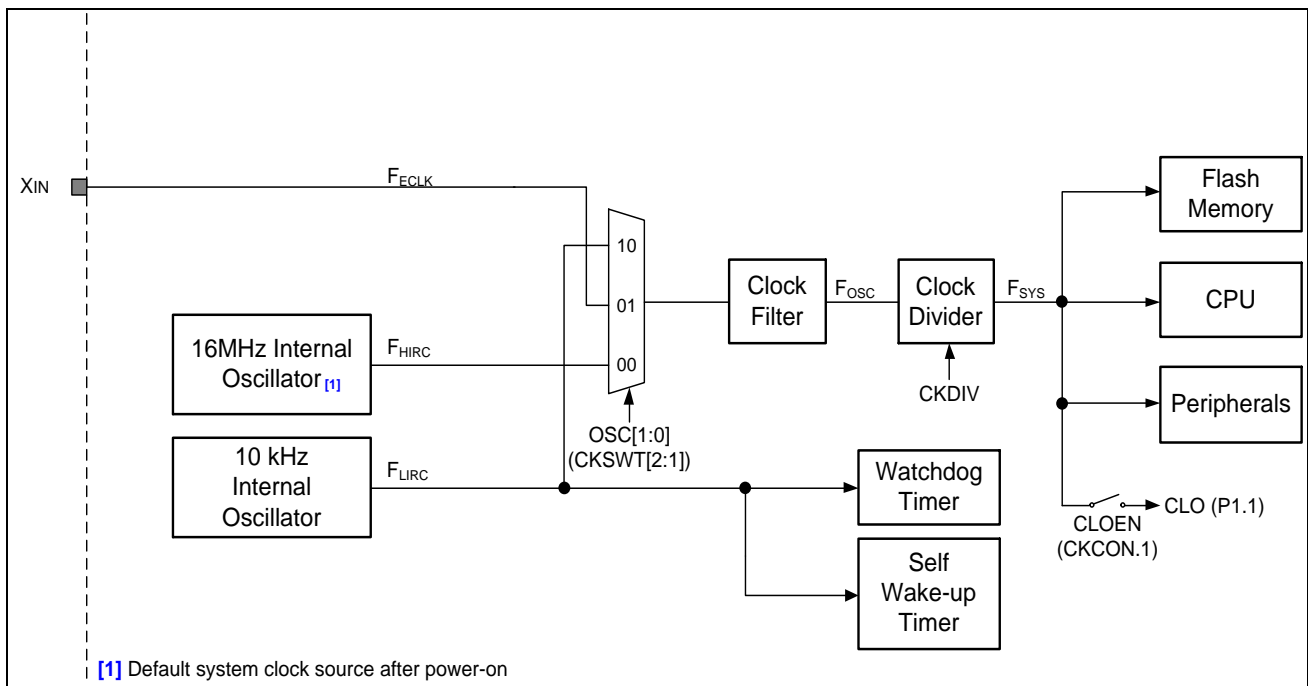 XIN
FECLK
10
01
00
16MHz Internal
Oscillator [1]
FHIRC
OSC[1:0]
(CKSWT[2:1])
10 kHz
Internal
Oscillator
FLIRC
Clock
Filter
FOSC
Clock
Divider
FSYS
CKDIV
Flash
Memory
CPU
Peripherals
CLO (P1.1)
CLOEN
(CKCON.1)
Watchdog
Timer
Self
Wake-up
Timer
[1] Default system clock source after power-on